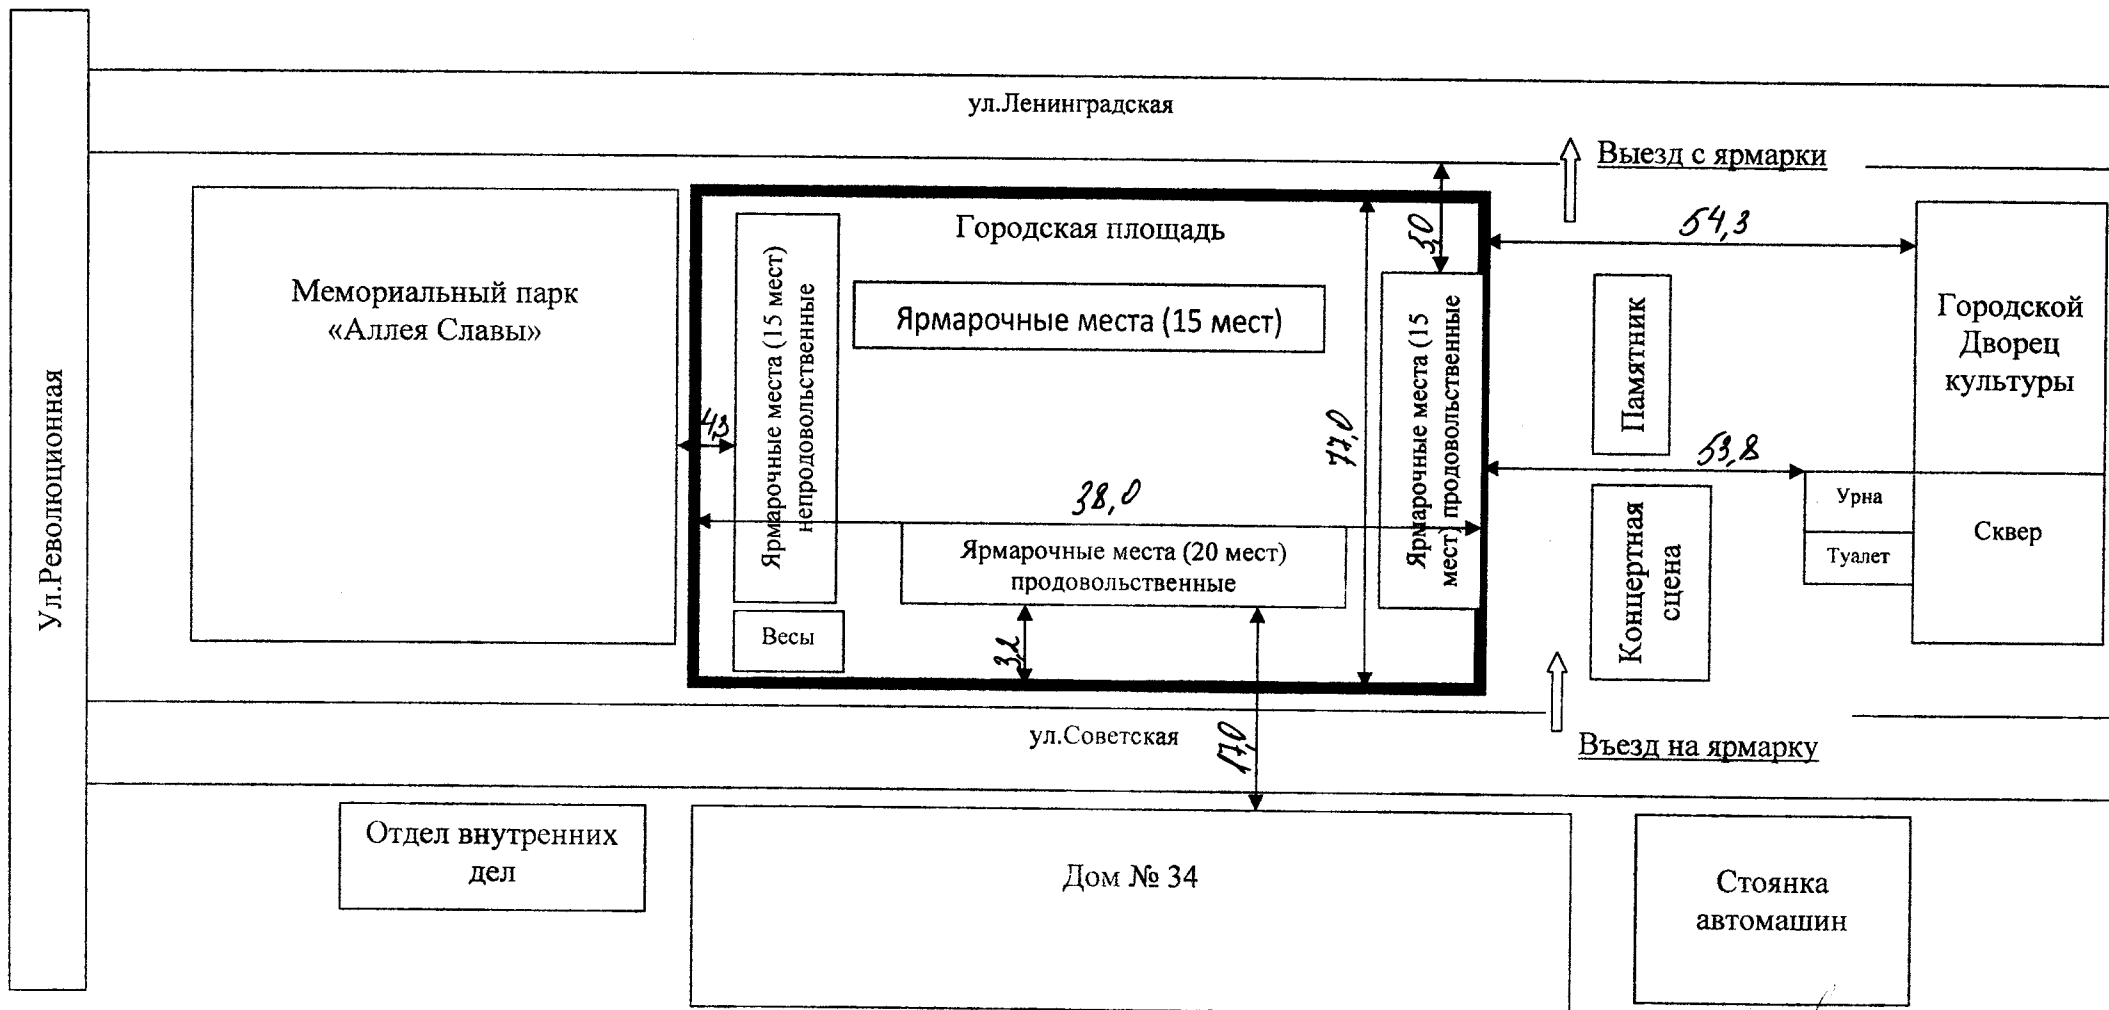 ул.Ленинградская
Выезд с ярмарки
Ул.Революционная
Мемориальный парк
«Аллея Славы»
Городская площадь
Ярмарочные места (15 мест)
непродовольственные
Ярмарочные места (15 мест)
Ярмарочные места (15
мест) продовольственные
5,0
77,0
4,3
38,0
Ярмарочные места (20 мест)
продовольственные
Весы
3,2
17,0
54,3
Памятник
53,8
Концертная
сцена
Городской
Дворец
культуры
Урна
Туалет
Сквер
ул.Советская
Въезд на ярмарку
Отдел внутренних
дел
Дом № 34
Стоянка
автомашин